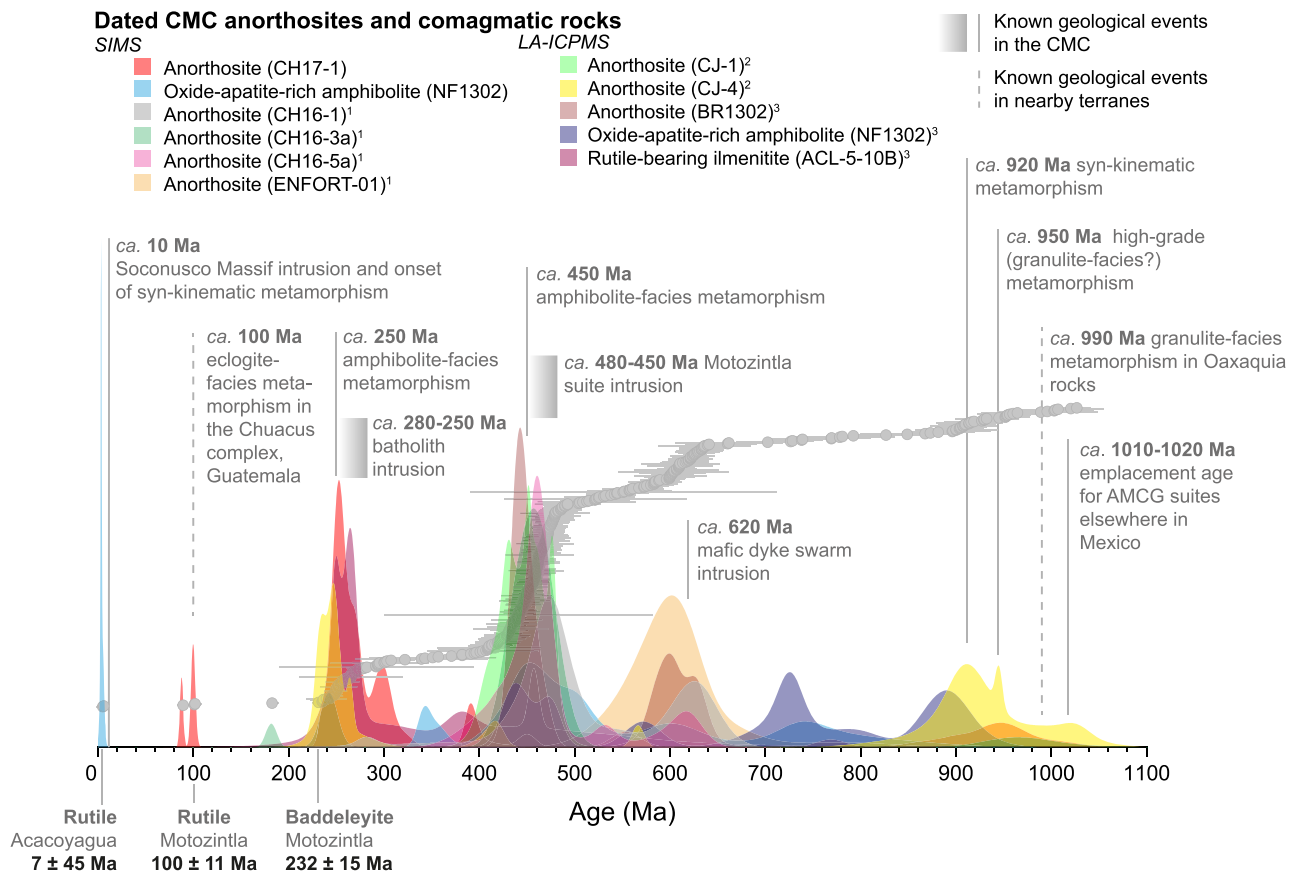 Dated CMC anorthosites and comagmatic rocks
SIMS
Anorthosite (CH17-1)
Oxide-apatite-rich amphibolite (NF1302)
Anorthosite (CH16-1)¹
Anorthosite (CH16-3a)¹
Anorthosite (CH16-5a)¹
Anorthosite (ENFORT-01)¹
LA-ICPMS
Anorthosite (CJ-1)²
Anorthosite (CJ-4)²
Anorthosite (BR1302)³
Oxide-apatite-rich amphibolite (NF1302)³
Rutile-bearing ilmenitite (ACL-5-10B)³
Known geological events
in the CMC
Known geological events
in nearby terranes
ca. 10 Ma
Soconusco Massif intrusion and onset
of syn-kinematic metamorphism
ca. 100 Ma
eclogite-
facies meta-
morphism in
the Chuacus
complex,
Guatemala
ca. 250 Ma
amphibolite-facies
metamorphism
ca. 280-250 Ma
batholith
intrusion
ca. 450 Ma
amphibolite-facies metamorphism
ca. 480-450 Ma Motozintla
suite intrusion
ca. 620 Ma
mafic dyke swarm
intrusion
ca. 920 Ma syn-kinematic
metamorphism
ca. 950 Ma high-grade
(granulite-facies?)
metamorphism
ca. 990 Ma granulite-facies
metamorphism in Oaxaquia
rocks
ca. 1010-1020 Ma
emplacement age
for AMCG suites
elsewhere in
Mexico
0 100 200 300 400 500 600 700 800 900 1000 1100
Age (Ma)
Rutile
Acacoyagua
7 ± 45 Ma
Rutile
Motozintla
100 ± 11 Ma
Baddeleyite
Motozintla
232 ± 15 Ma